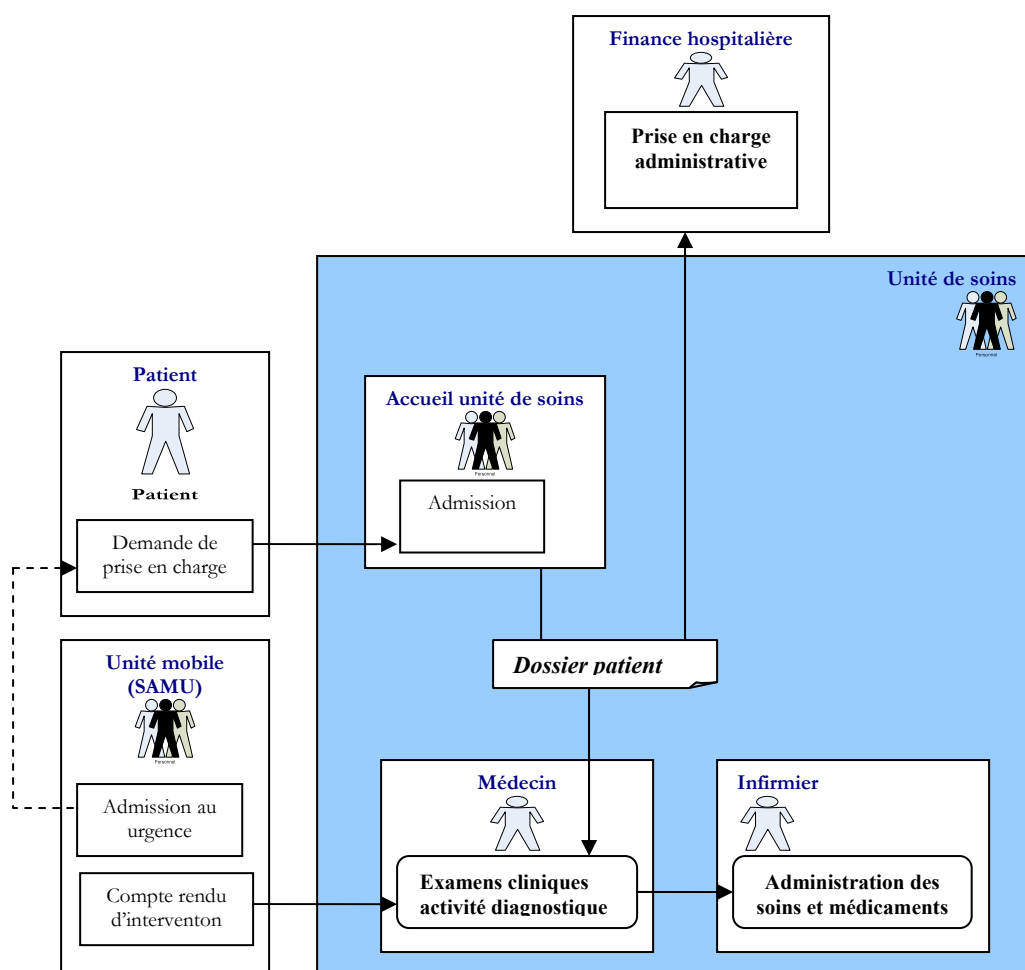 Finance hospitalière
Prise en charge
administrative
Unité de soins
Personnel
Patient
Patient
Demande de
prise en charge
Accueil unité de soins
Personnel
Admission
Dossier patient
Unité mobile
(SAMU)
Personnel
Admission au
urgence
Compte rendu
d'interventon
Médecin
Examens cliniques
activité diagnostique
Infirmier
Administration des
soins et médicaments